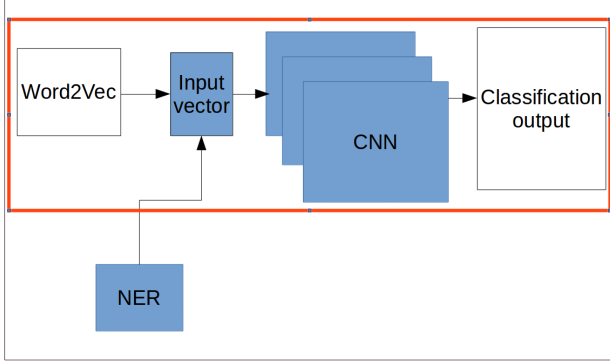 Word2Vec
Input
vector
CNN
Classification
output
NER